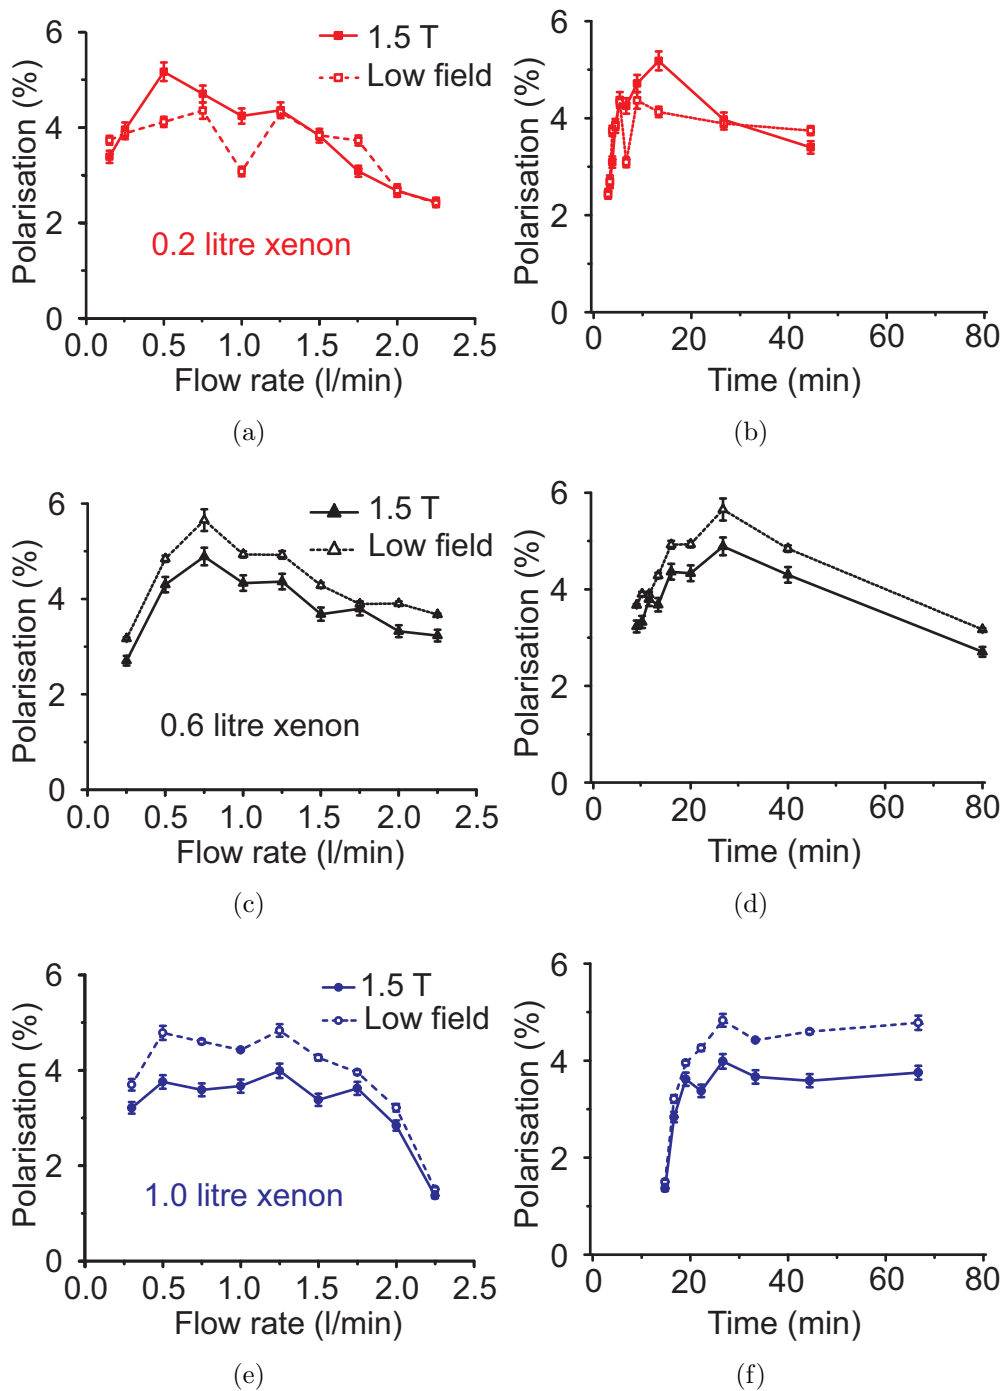 6
4
2
0
Polarisation (%)
1.5 T
Low field
0.2 litre xenon
0.0 0.5 1.0 1.5 2.0 2.5
Flow rate (l/min)
(a)
6
4
2
0
Polarisation (%)
0 20 40 60 80
Time (min)
(b)
6
4
2
0
Polarisation (%)
1.5 T
Low field
0.6 litre xenon
0.0 0.5 1.0 1.5 2.0 2.5
Flow rate (l/min)
(c)
6
4
2
0
Polarisation (%)
0 20 40 60 80
Time (min)
(d)
6
4
2
0
Polarisation (%)
1.5 T
Low field
1.0 litre xenon
0.0 0.5 1.0 1.5 2.0 2.5
Flow rate (l/min)
(e)
6
4
2
0
Polarisation (%)
0 20 40 60 80
Time (min)
(f)